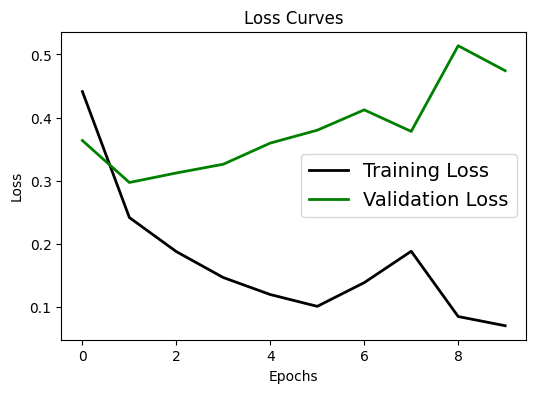 Loss Curves
0.5
0.4
0.3
0.2
0.1
Loss
Training Loss
Validation Loss
0 2 4 6 8
Epochs